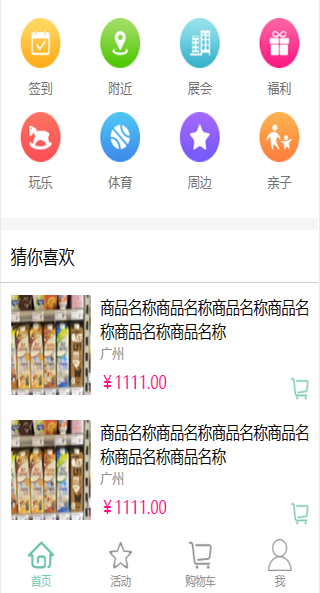 签到 附近 展会 福利
玩乐 体育 周边 亲子
猜你喜欢
商品名称商品名称商品名称商品名
称商品名称商品名称
广州
￥1111.00
商品名称商品名称商品名称商品名
称商品名称商品名称
广州
￥1111.00
首页 活动 购物车 我